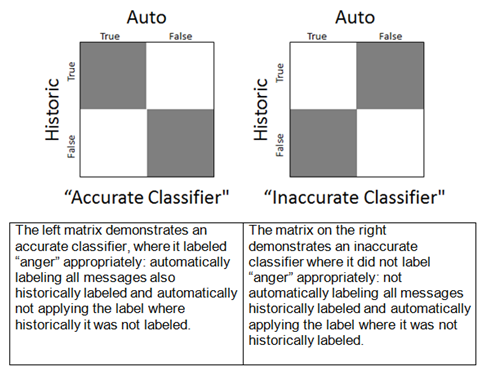 Auto
True False
Historic
True
False
"Accurate Classifier"
Auto
True False
Historic
True
False
"Inaccurate Classifier"
The left matrix demonstrates an
accurate classifier, where it labeled
"anger" appropriately: automatically
labeling all messages also
historically labeled and automatically
not applying the label where
historically it was not labeled.
The matrix on the right
demonstrates an inaccurate
classifier where it did not label
"anger" appropriately: not
automatically labeling all messages
historically labeled and automatically
applying the label where it was not
historically labeled.